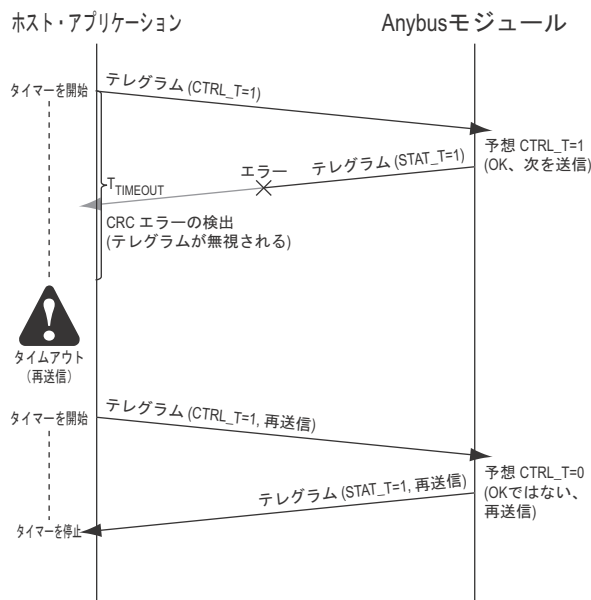 ホスト・アプリケーション
Anybusモジュール
タイマーを開始
テレグラム (CTRL_T=1)
予想 CTRL_T=1
(OK、次を送信)
テレグラム (STAT_T=1)
エラー
TTIMEOUT
CRC エラーの検出
(テレグラムが無視される)
タイムアウト
(再送信)
タイマーを開始
テレグラム (CTRL_T=1, 再送信)
予想 CTRL_T=0
(OKではない、
再送信)
テレグラム (STAT_T=1, 再送信)
タイマーを停止